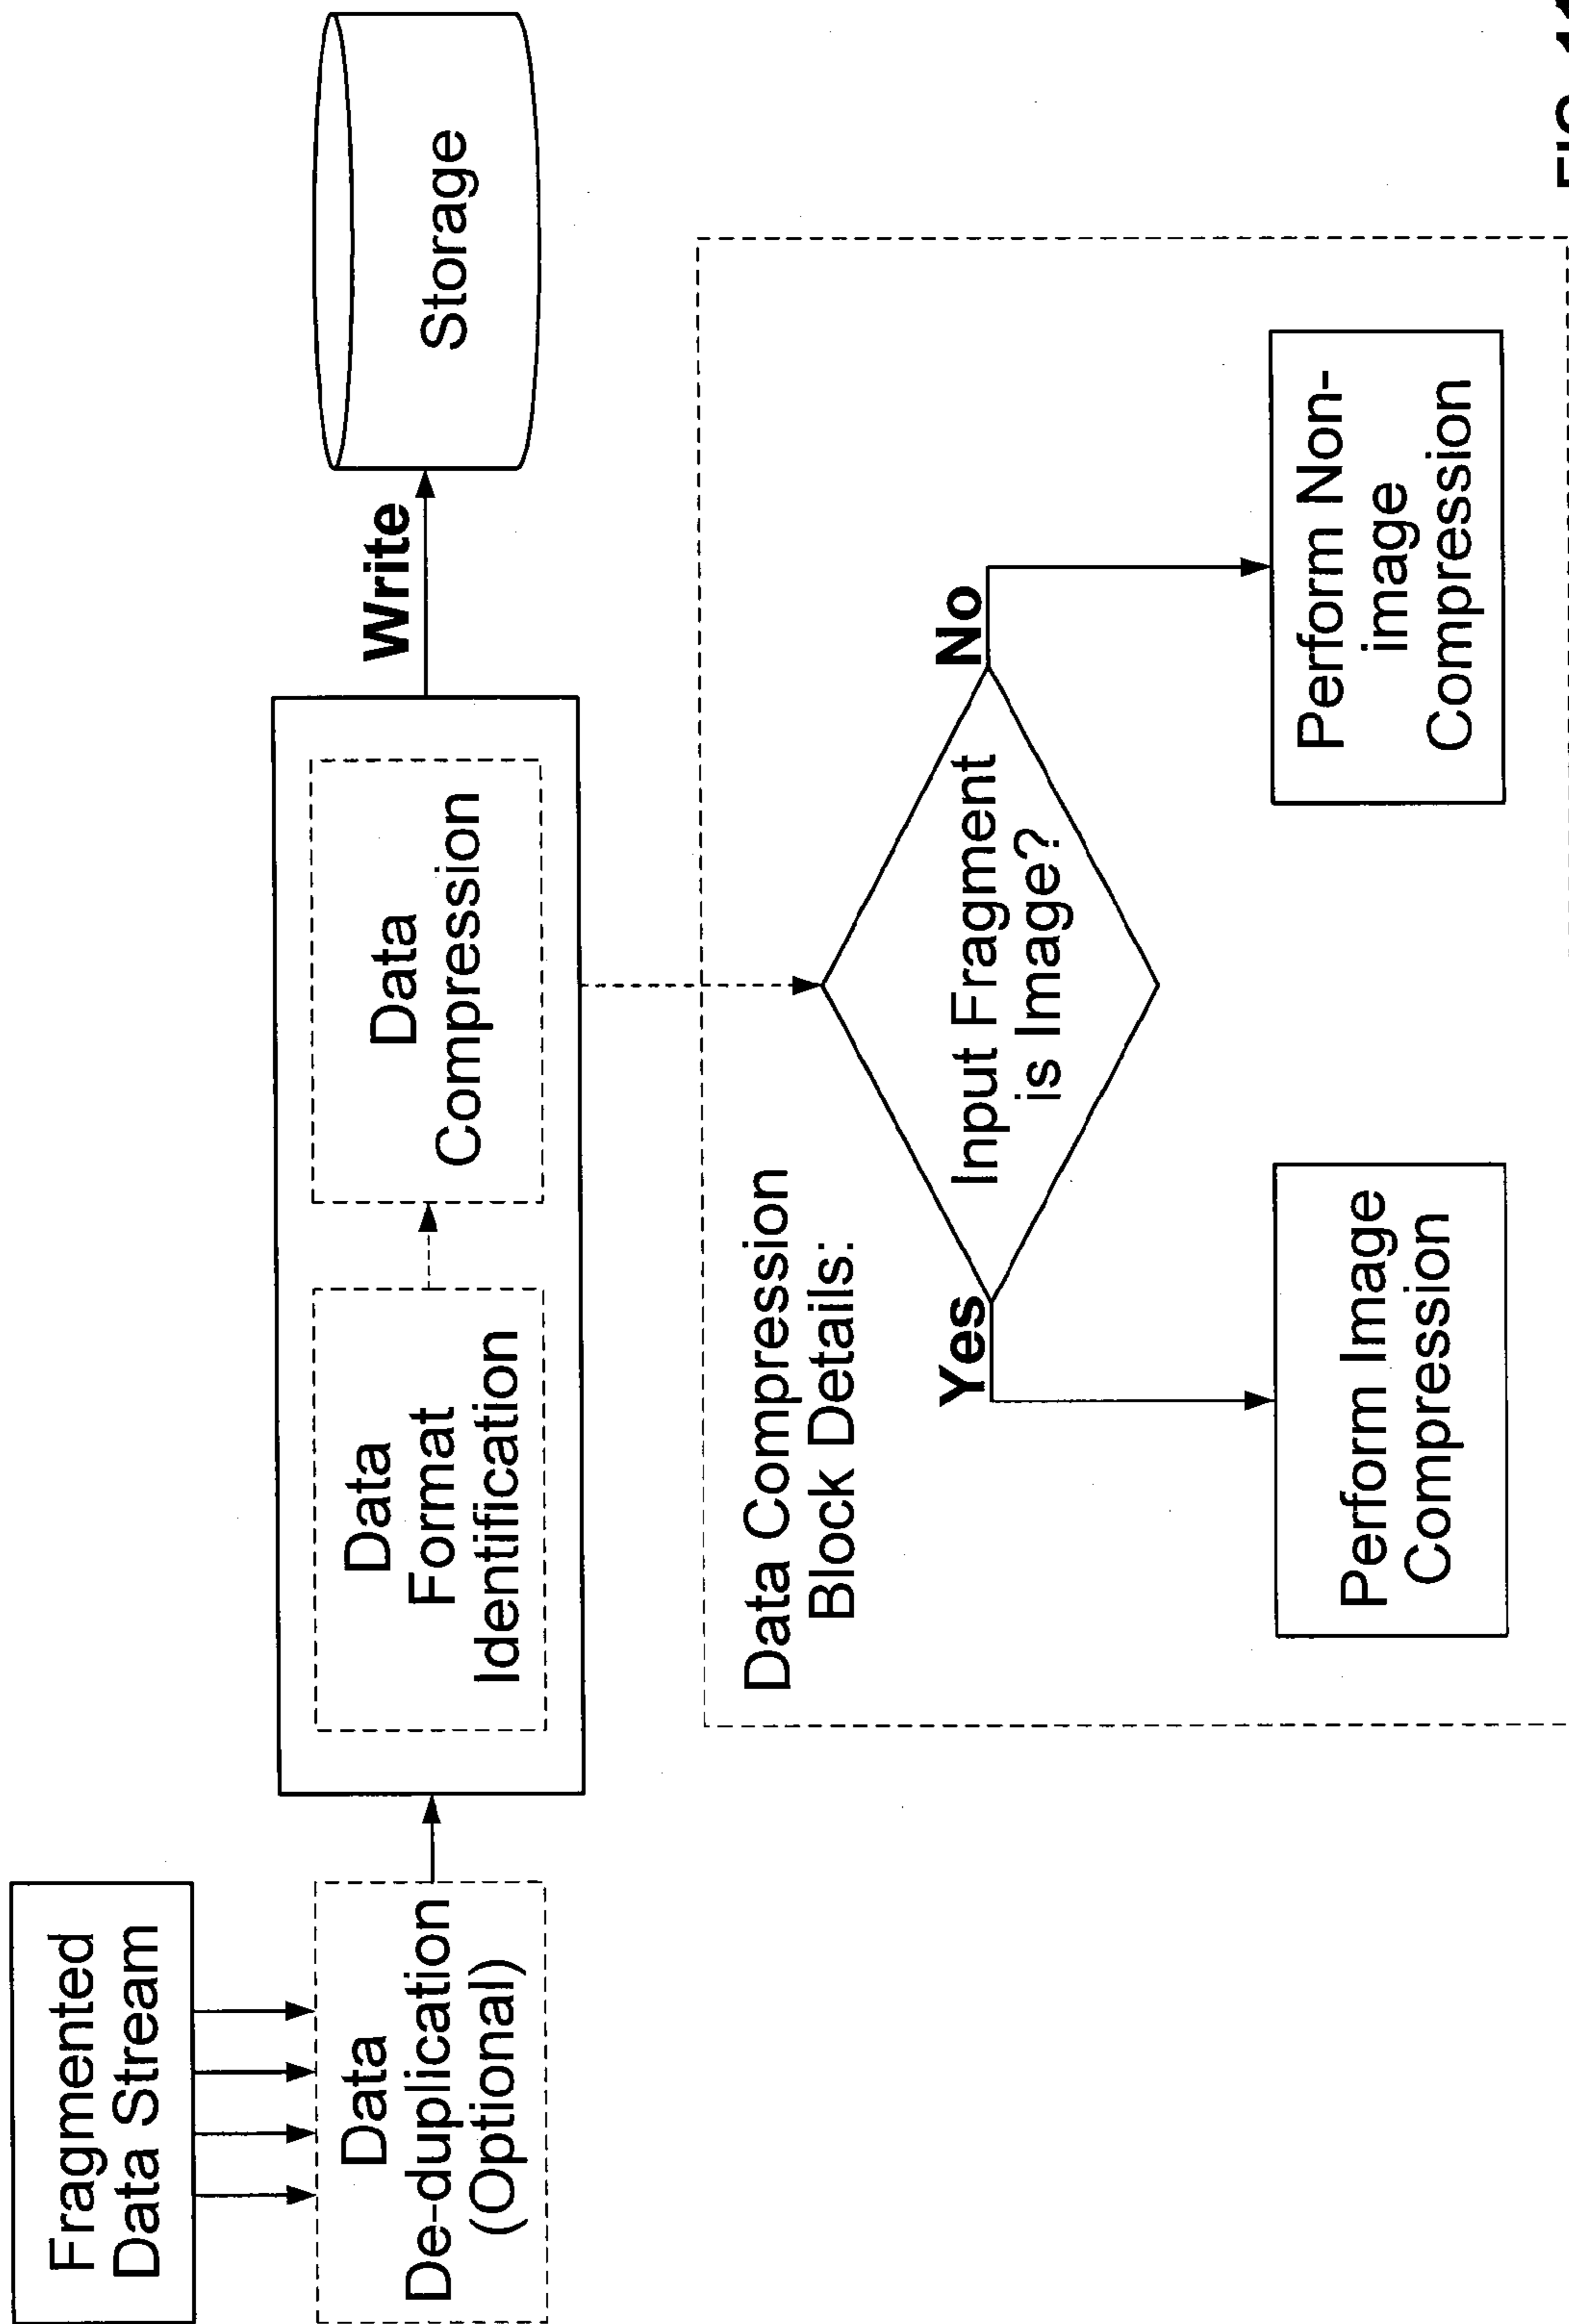 Fragmented
Data Stream
Data
De-duplication
(Optional)
Data
Format
Identification
Data
Compression
Write
Storage
Data Compression
Block Details:
Input Fragment
is Image?
Yes
No
Perform Image
Compression
Perform Non-
image
Compression